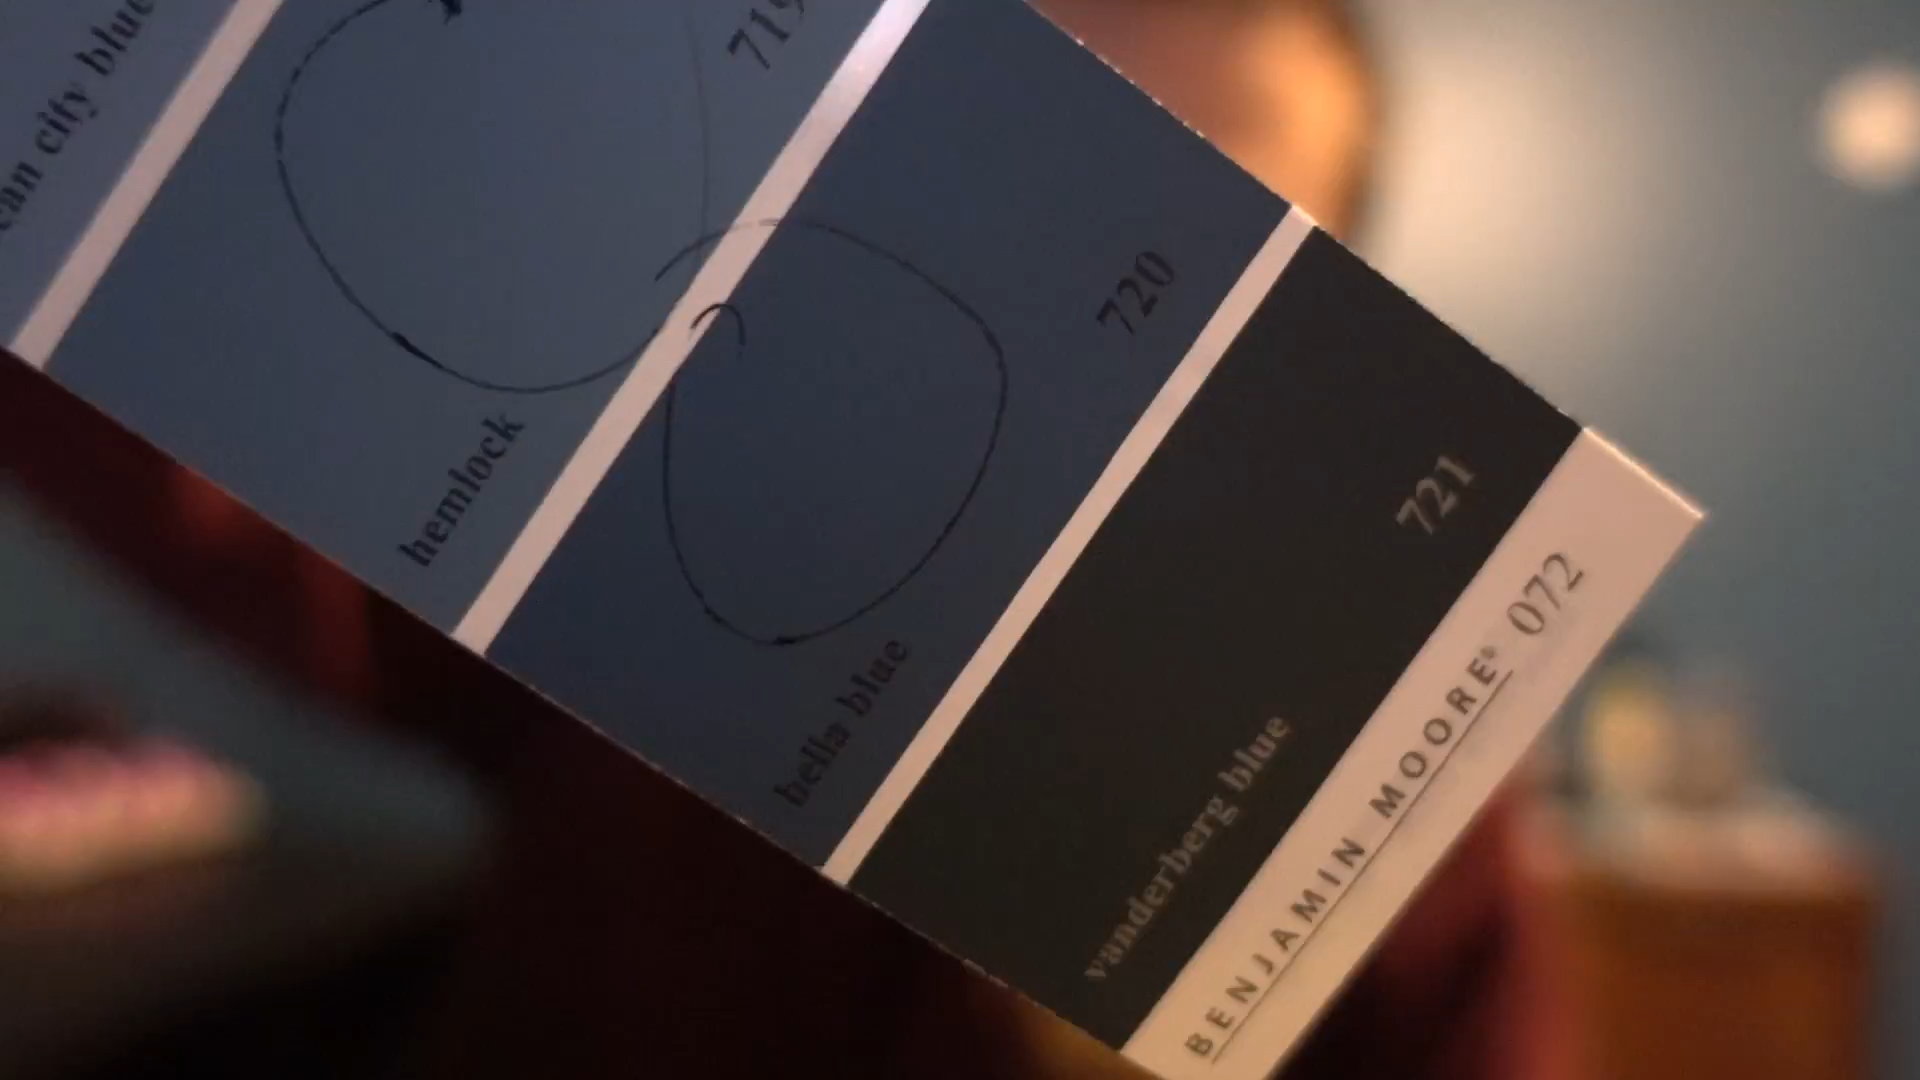 can city blue
719
hemlock
720
bella blue
721
vanderberg blue
BENJAMIN MOORE® 072